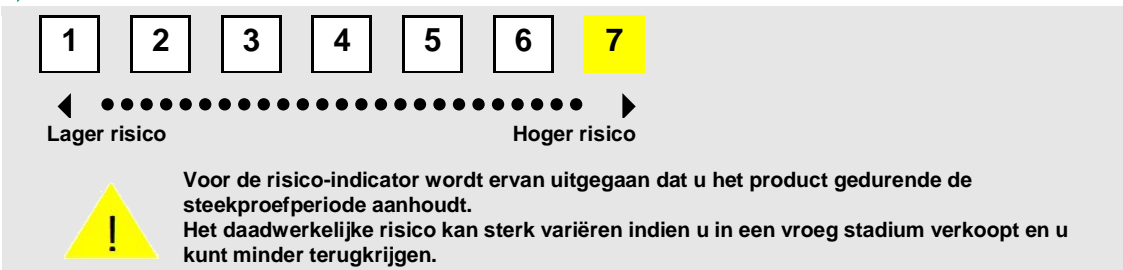 1 2 3 4 5 6 7
Lager risico Hoger risico
!
Voor de risico-indicator wordt ervan uitgegaan dat u het product gedurende de
steekproefperiode aanhoudt.
Het daadwerkelijke risico kan sterk variëren indien u in een vroeg stadium verkoopt en u
kunt minder terugkrijgen.